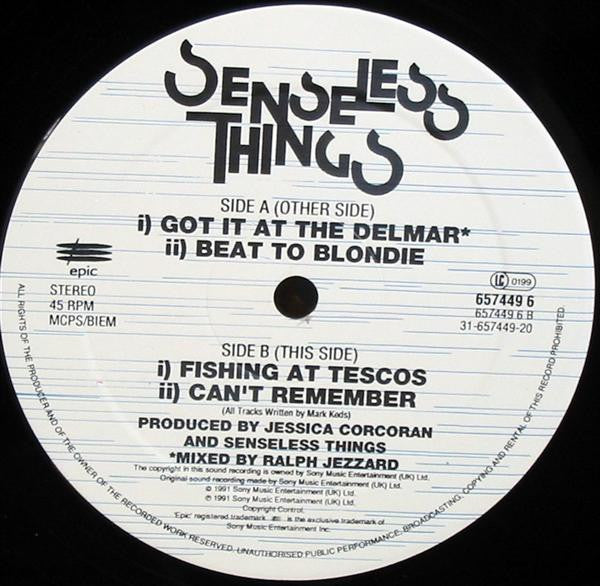 SENSELESS
THINGS
SIDE A (OTHER SIDE)
i) GOT IT AT THE DELMAR*
ii) BEAT TO BLONDIE
epic
STEREO
45 RPM
MCPS/BIEM
LC 0199
657449 6
657449 6 B
31-657449-20
SIDE B (THIS SIDE)
i) FISHING AT TESCOS
ii) CAN'T REMEMBER
(All Tracks Written by Mark Keds)
PRODUCED BY JESSICA CORCORAN
AND SENSELESS THINGS
*MIXED BY RALPH JEZZARD
The copyright in this sound recording is owned by Sony Music Entertainment (UK) Ltd.
Original sound recording made by Sony Music Entertainment (UK) Ltd.
℗ 1991 Sony Music Entertainment (UK) Ltd.
© 1991 Sony Music Entertainment (UK) Ltd.
Copyright Control.
'Epic' registered trademark. epic is the exclusive trademark of
Sony Music Entertainment Inc.
ALL RIGHTS OF THE PRODUCER AND OF THE OWNER OF THE RECORDED WORK RESERVED. UNAUTHORISED PUBLIC PERFORMANCE, BROADCASTING, COPYING AND RENTAL OF THIS RECORD PROHIBITED.